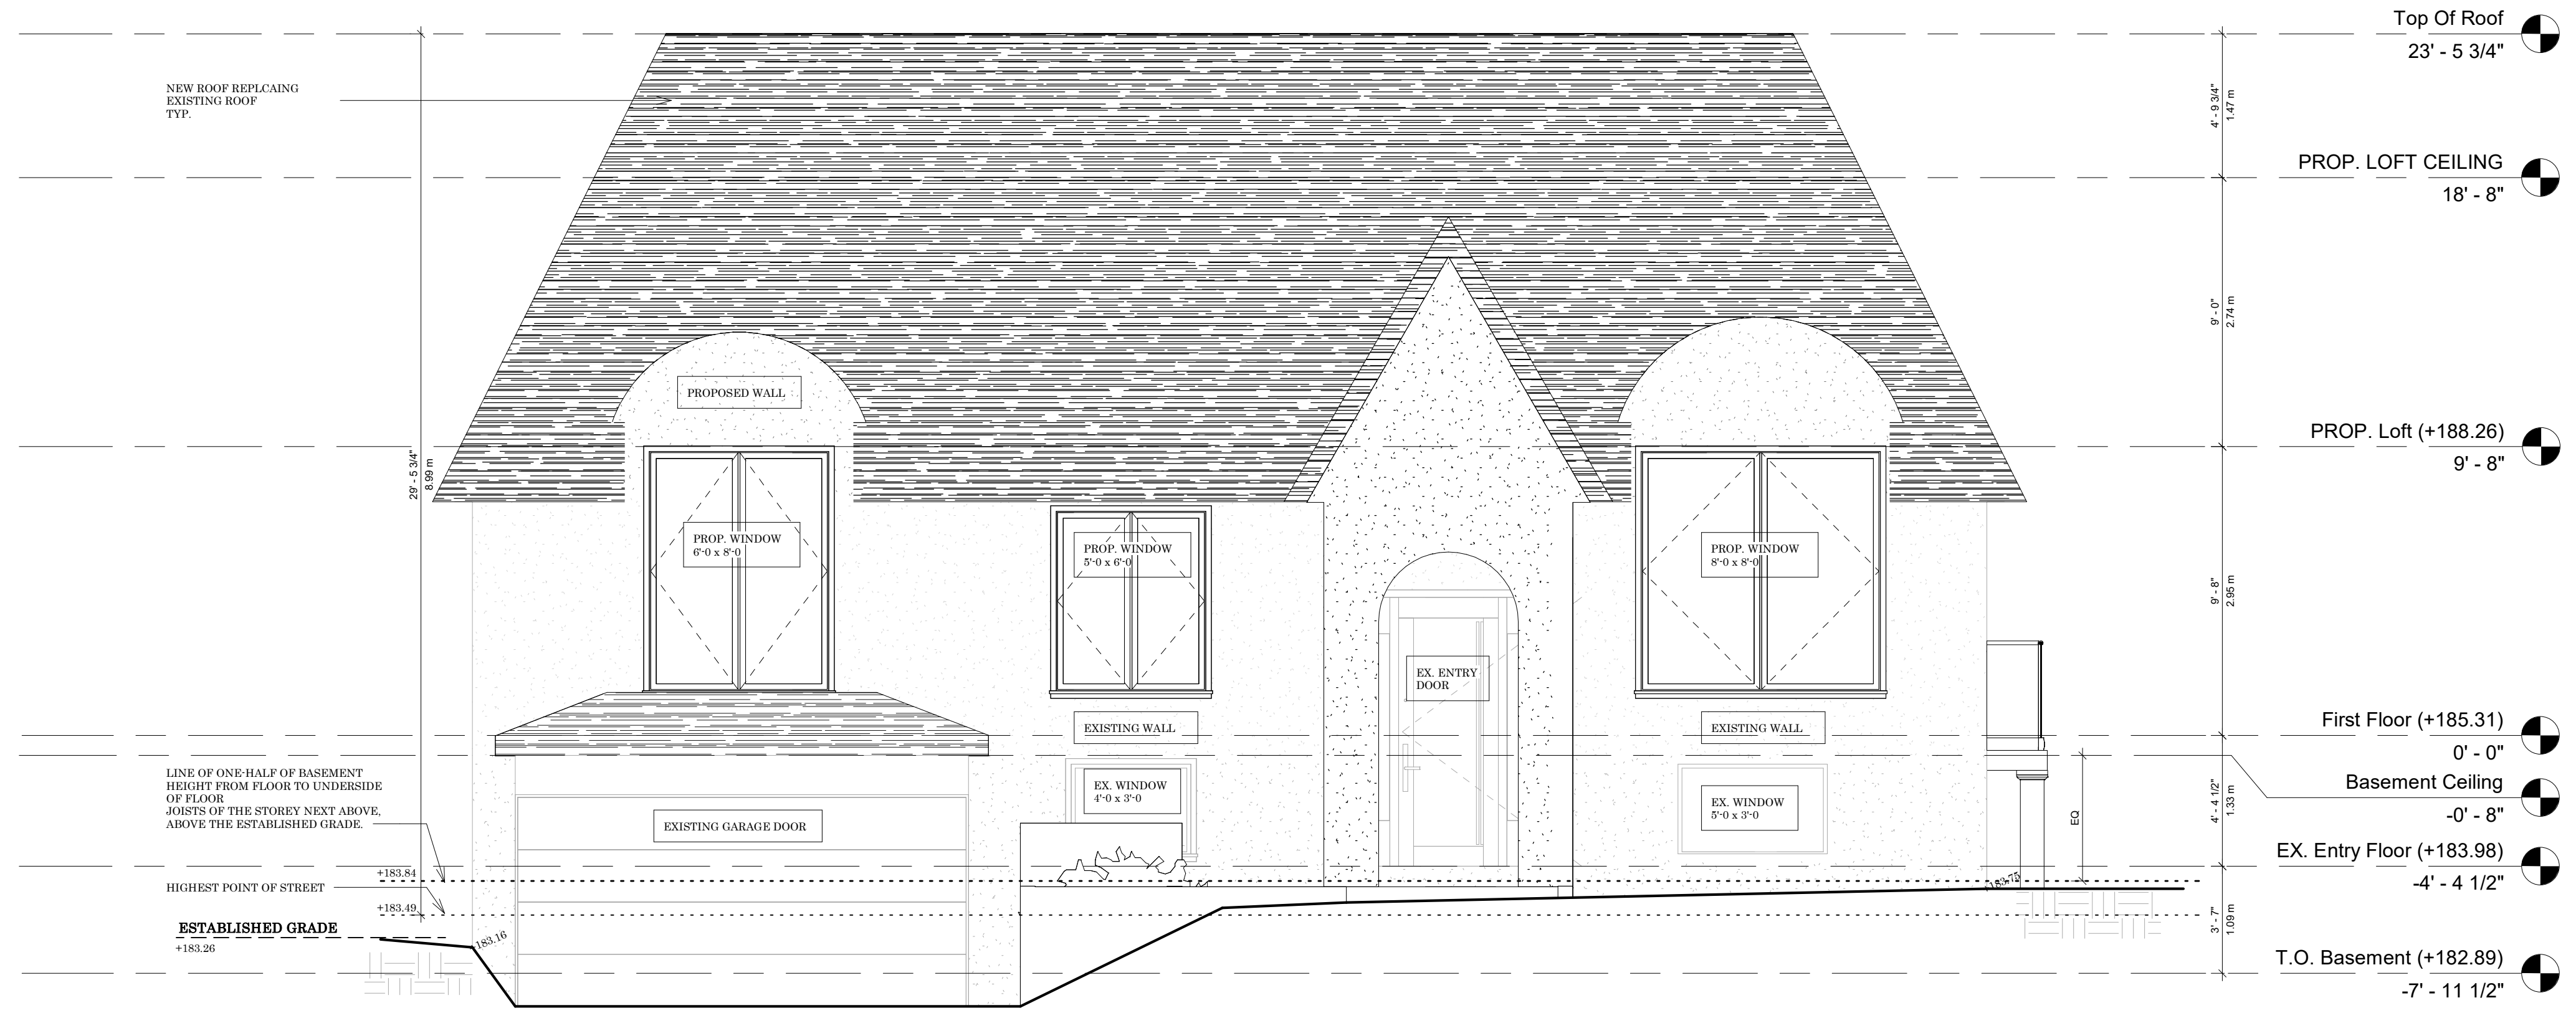 Top Of Roof
23' - 5 3/4"
NEW ROOF REPLCAING
EXISTING ROOF
TYP.
4' - 9 3/4"
1.47 m
PROP. LOFT CEILING
18' - 8"
9' - 0"
2.74 m
PROPOSED WALL
PROP. Loft (+188.26)
9' - 8"
29' - 5 3/4"
8.99 m
PROP. WINDOW
6'-0 x 8'-0
PROP. WINDOW
5'-0 x 6'-0
PROP. WINDOW
8'-0 x 8'-0
9' - 8"
2.95 m
EX. ENTRY
DOOR
EXISTING WALL
EXISTING WALL
First Floor (+185.31)
0' - 0"
LINE OF ONE-HALF OF BASEMENT
HEIGHT FROM FLOOR TO UNDERSIDE
OF FLOOR
JOISTS OF THE STOREY NEXT ABOVE,
ABOVE THE ESTABLISHED GRADE.
EX. WINDOW
4'-0 x 3'-0
EX. WINDOW
5'-0 x 3'-0
EXISTING GARAGE DOOR
EQ
4' - 4 1/2"
1.33 m
Basement Ceiling
-0' - 8"
EX. Entry Floor (+183.98)
-4' - 4 1/2"
+183.84
HIGHEST POINT OF STREET
+183.75
+183.49
ESTABLISHED GRADE
+183.26
183.16
3' - 7"
1.09 m
T.O. Basement (+182.89)
-7' - 11 1/2"